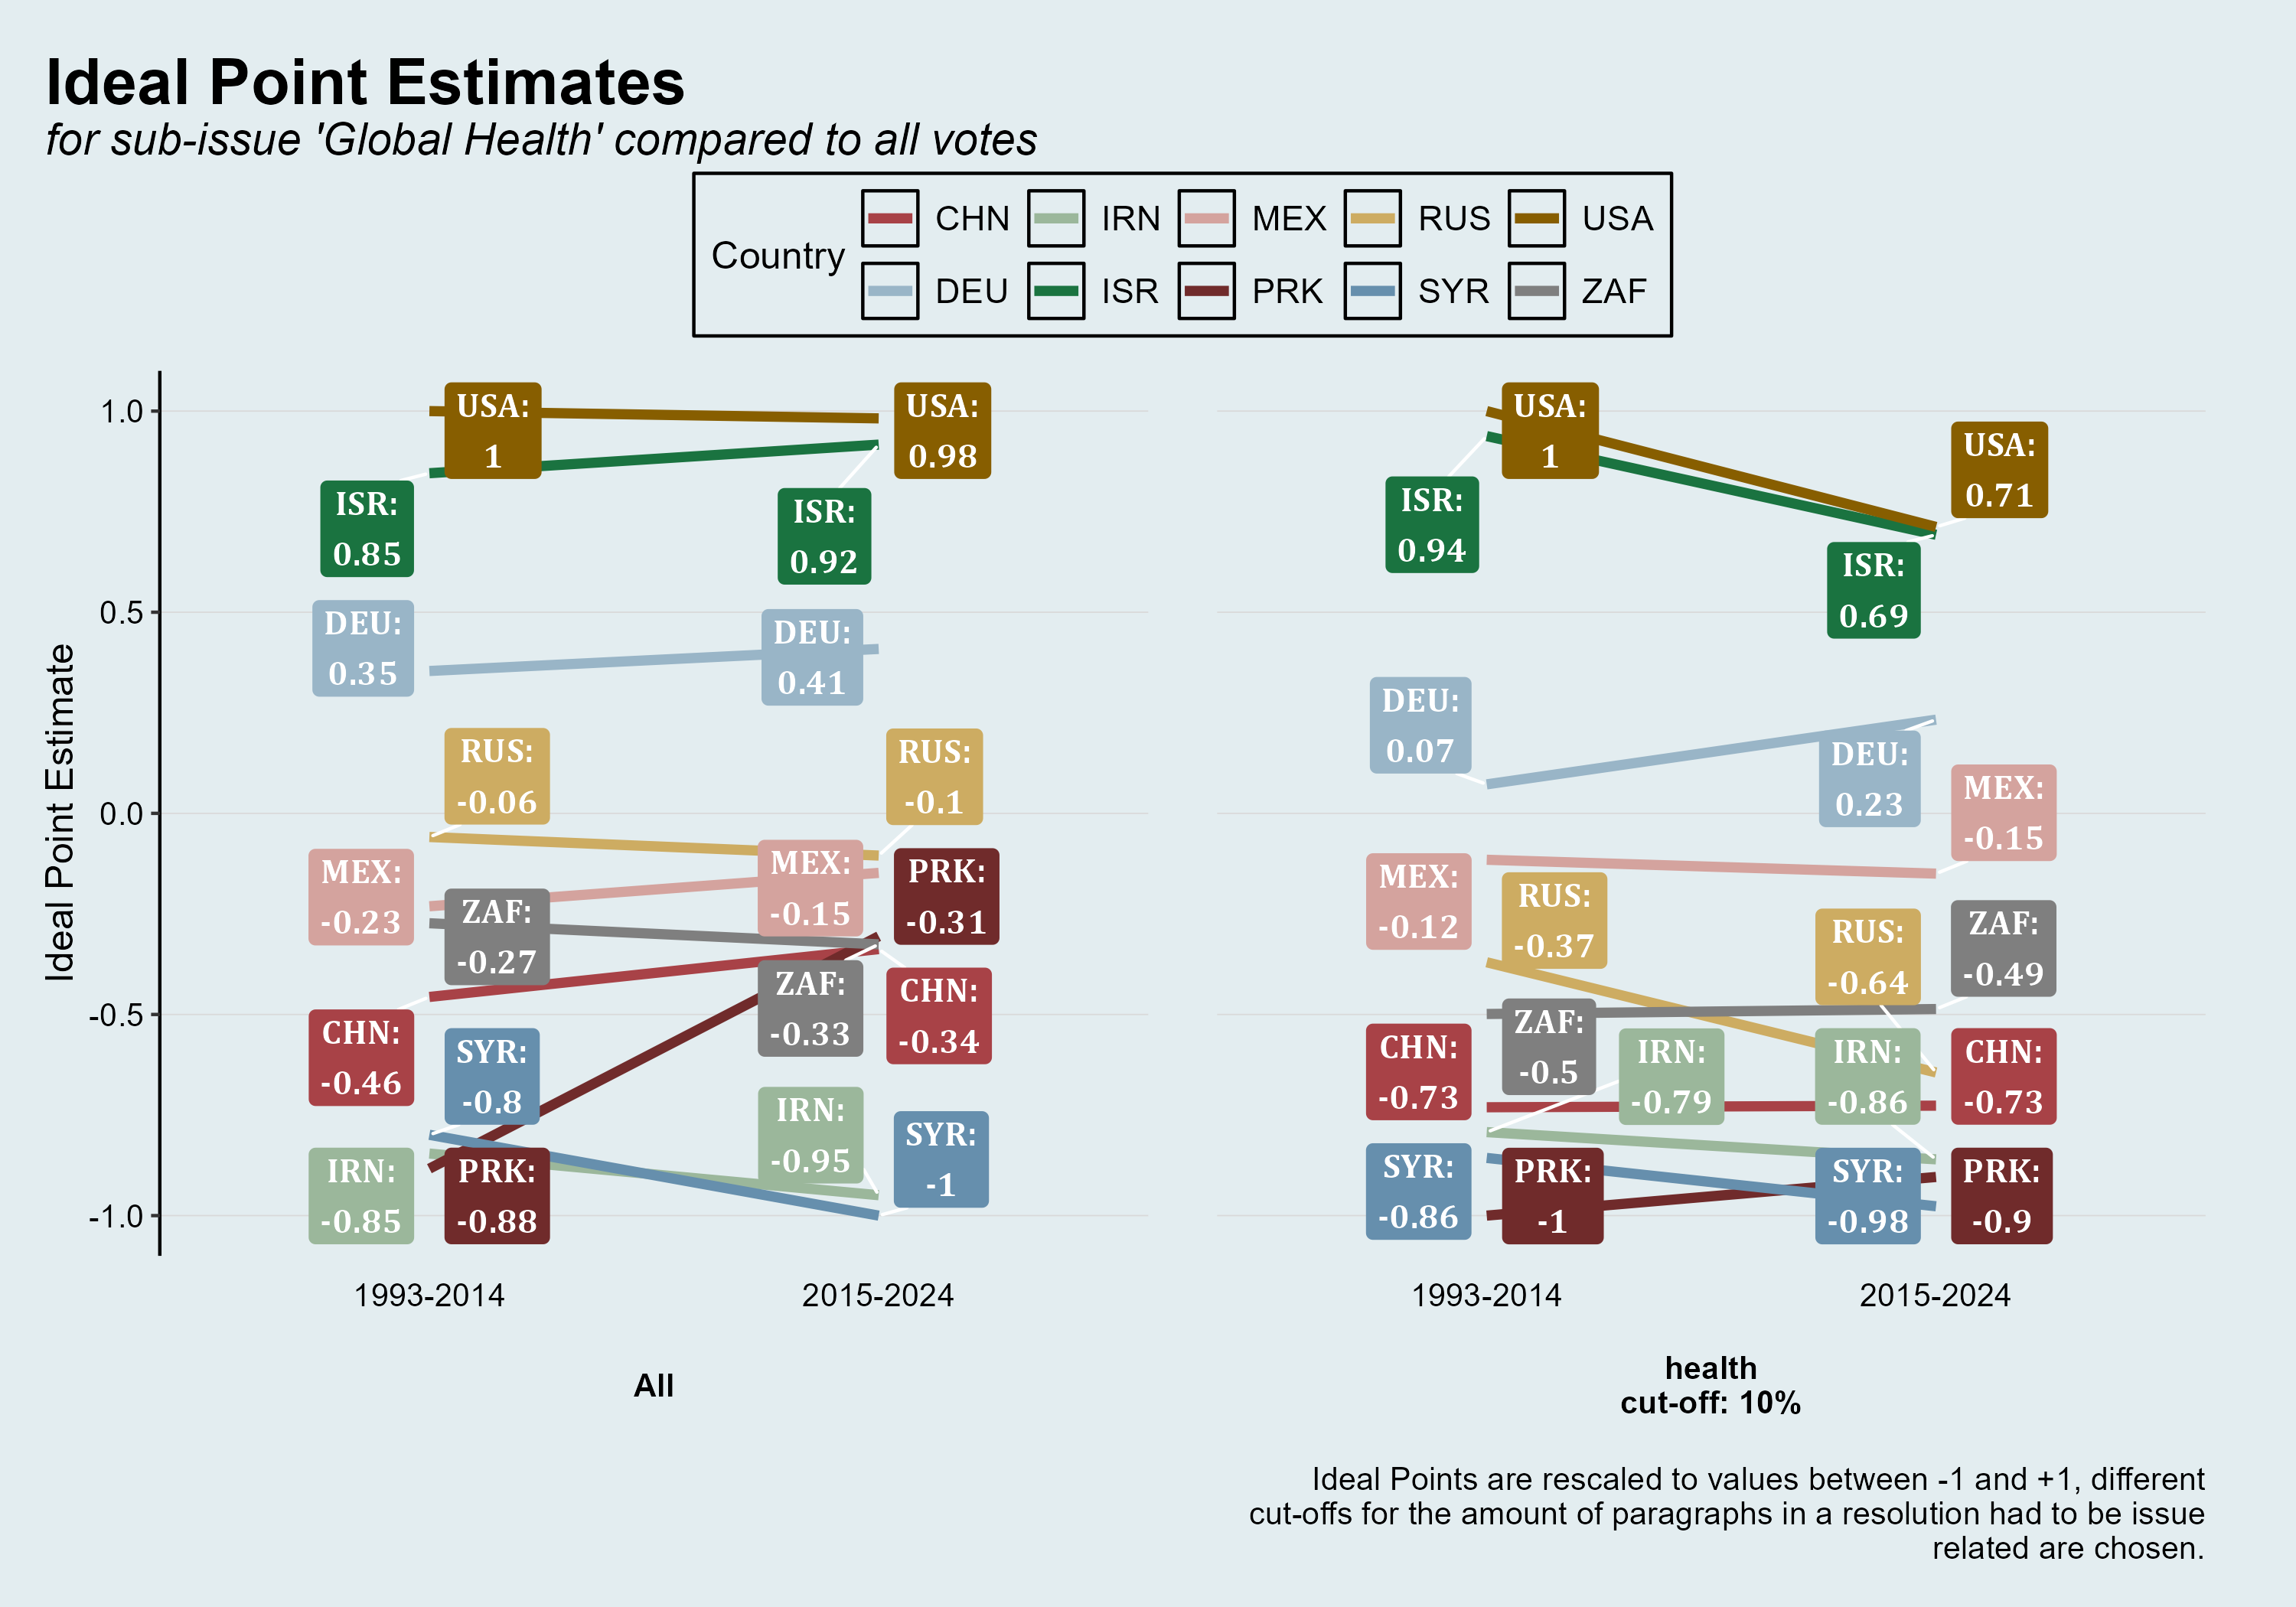 Ideal Point Estimates
for sub-issue 'Global Health' compared to all votes
Country
CHN IRN MEX RUS USA
DEU ISR PRK SYR ZAF
Ideal Point Estimate
1.0
0.5
0.0
-0.5
-1.0
USA:
1
ISR:
0.85
DEU:
0.35
RUS:
-0.06
MEX:
-0.23
ZAF:
-0.27
CHN:
-0.46
SYR:
-0.8
IRN:
-0.85
PRK:
-0.88
USA:
0.98
ISR:
0.92
DEU:
0.41
RUS:
-0.1
MEX:
-0.15
PRK:
-0.31
ZAF:
-0.33
CHN:
-0.34
IRN:
-0.95
SYR:
-1
1993-2014 2015-2024
All
USA:
1
ISR:
0.94
DEU:
0.07
MEX:
-0.12
RUS:
-0.37
ZAF:
-0.5
CHN:
-0.73
IRN:
-0.79
SYR:
-0.86
PRK:
-1
USA:
0.71
ISR:
0.69
DEU:
0.23
MEX:
-0.15
RUS:
-0.64
ZAF:
-0.49
IRN:
-0.86
CHN:
-0.73
SYR:
-0.98
PRK:
-0.9
1993-2014 2015-2024
health
cut-off: 10%
Ideal Points are rescaled to values between -1 and +1, different
cut-offs for the amount of paragraphs in a resolution had to be issue
related are chosen.